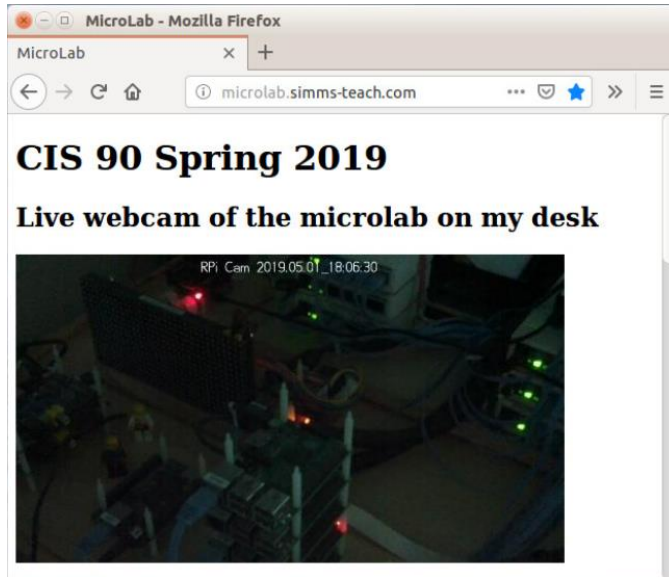 MicroLab - Mozilla Firefox
MicroLab
microlab.simms-teach.com
CIS 90 Spring 2019
Live webcam of the microlab on my desk
RPi Cam 2019.05.01_18:06:30